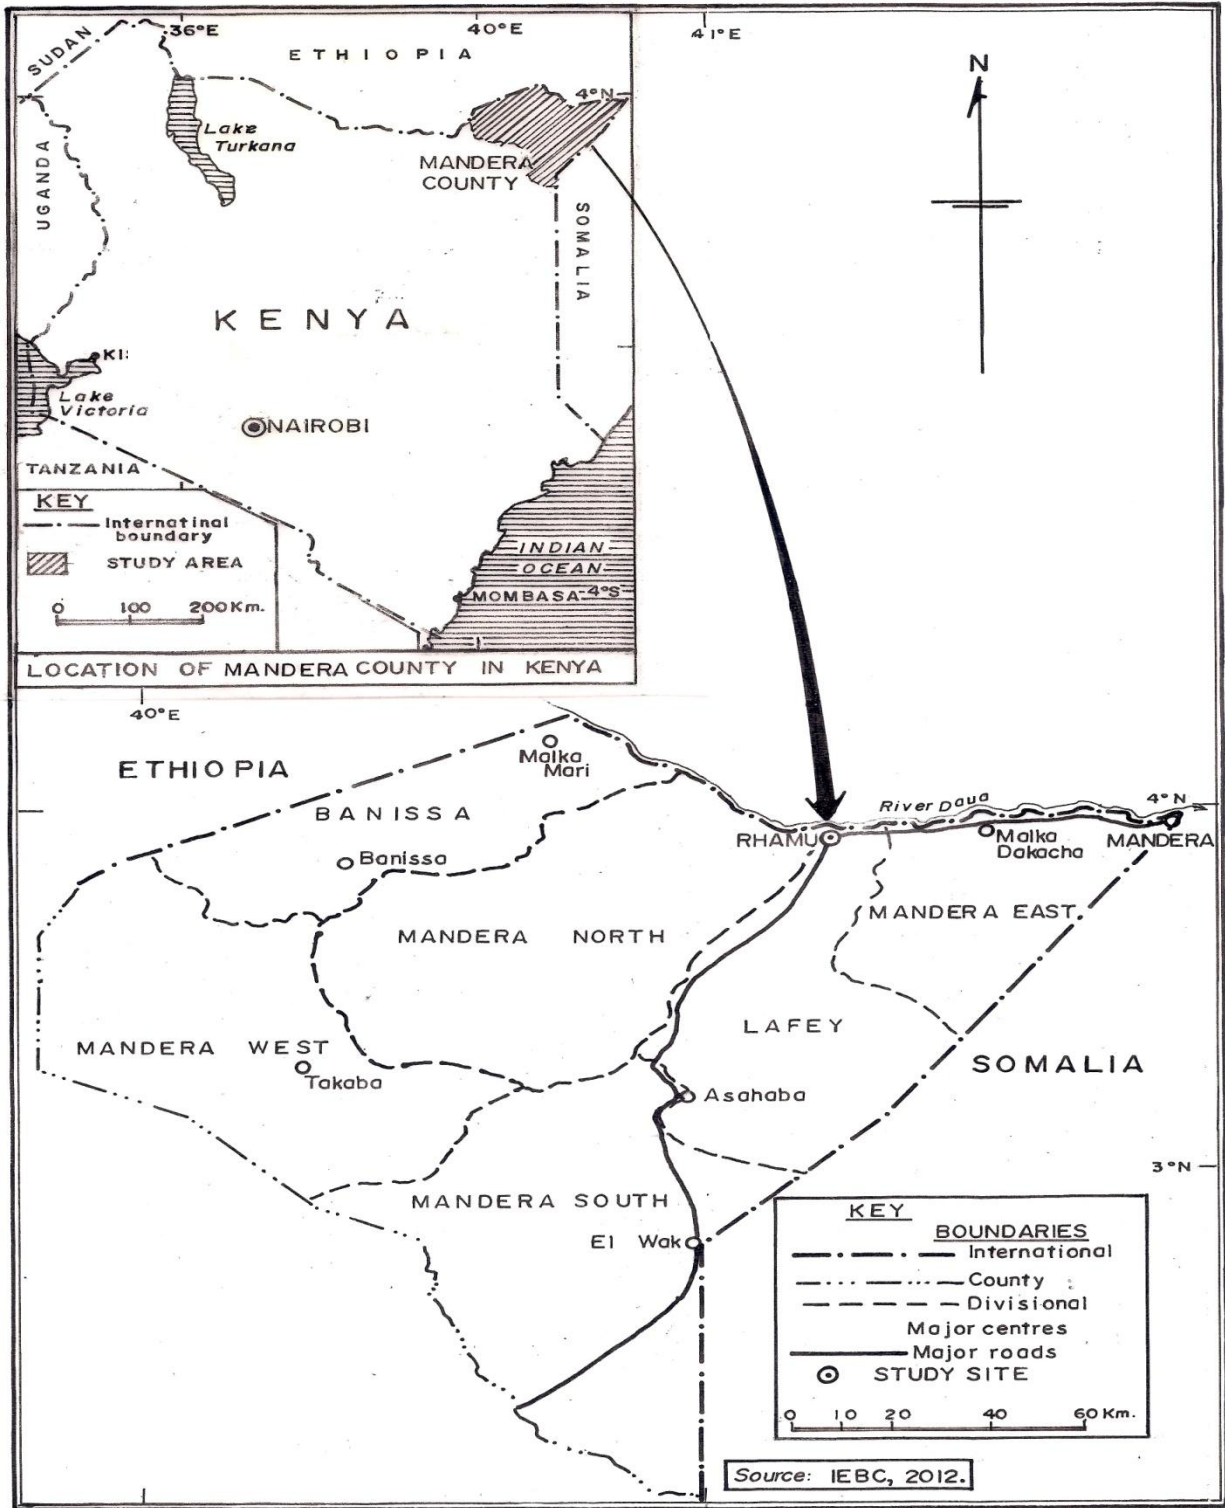 36°E
40°E
41°E
SUDAN
ETHIOPIA
N
4°N
Lake
Turkana
MANDERA
COUNTY
UGANDA
SOMALIA
KENYA
KI:
Lake
Victoria
NAIROBI
TANZANIA
KEY
Internatinal
boundary
STUDY AREA
0 100 200 Km.
INDIAN
OCEAN
MOMBASA 4°S
LOCATION OF MANDERA COUNTY IN KENYA
40°E
ETHIOPIA
Malka
Mari
BANISSA
River Daua
4° N
RHAMU
Malka
Dakacha
MANDERA
Banissa
MANDERA EAST
MANDERA NORTH
LAFEY
MANDERA WEST
Takaba
SOMALIA
Asahaba
3°N
MANDERA SOUTH
El Wak
KEY
BOUNDARIES
International
County
Divisional
Major centres
Major roads
STUDY SITE
0 10 20 40 60 Km.
Source: IEBC, 2012.